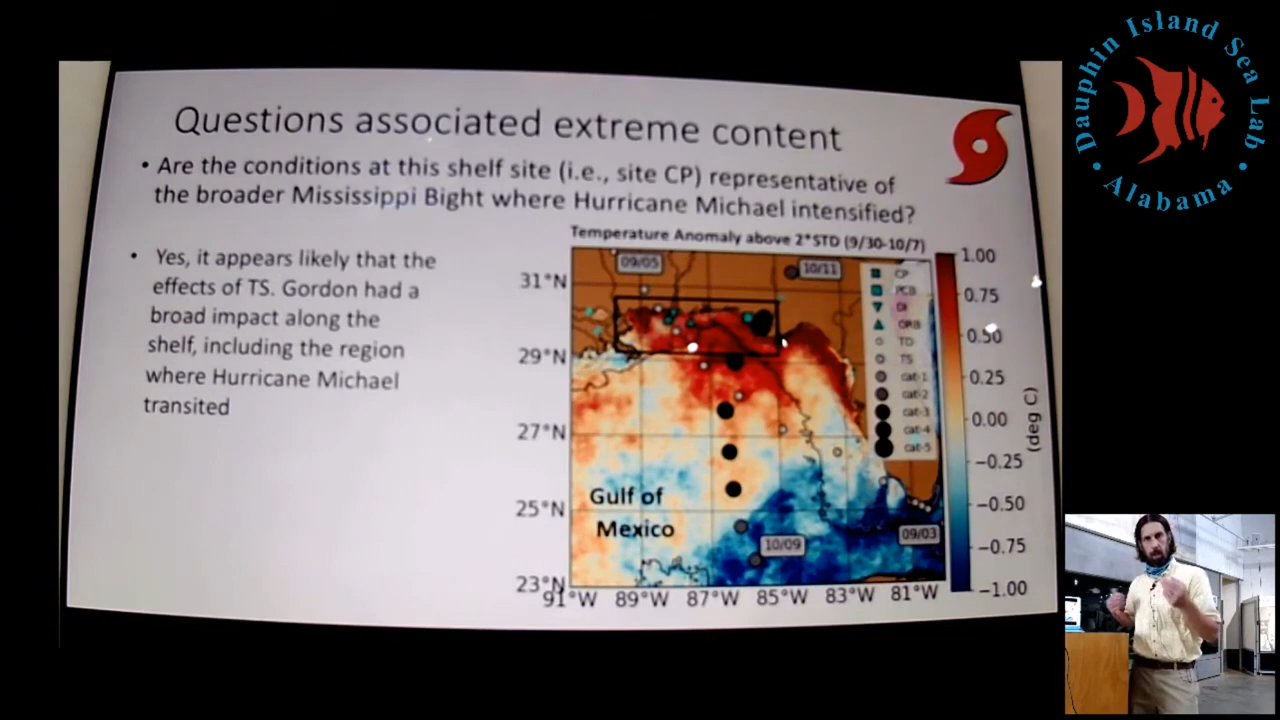 Dauphin Island Sea Lab
Alabama
Questions associated extreme content
• Are the conditions at this shelf site (i.e., site CP) representative of
the broader Mississippi Bight where Hurricane Michael intensified?
• Yes, it appears likely that the
effects of TS. Gordon had a
broad impact along the
shelf, including the region
where Hurricane Michael
transited
Temperature Anomaly above 2*STD (9/30-10/7)
09/05
10/11
CP
PCB
DI
ORB
TD
TS
cat-1
cat-2
cat-3
cat-4
cat-5
31°N
29°N
27°N
25°N
23°N
Gulf of
Mexico
10/09
09/03
91°W 89°W 87°W 85°W 83°W 81°W
1.00
0.75
0.50
0.25
0.00
−0.25
−0.50
−0.75
−1.00
(deg C)